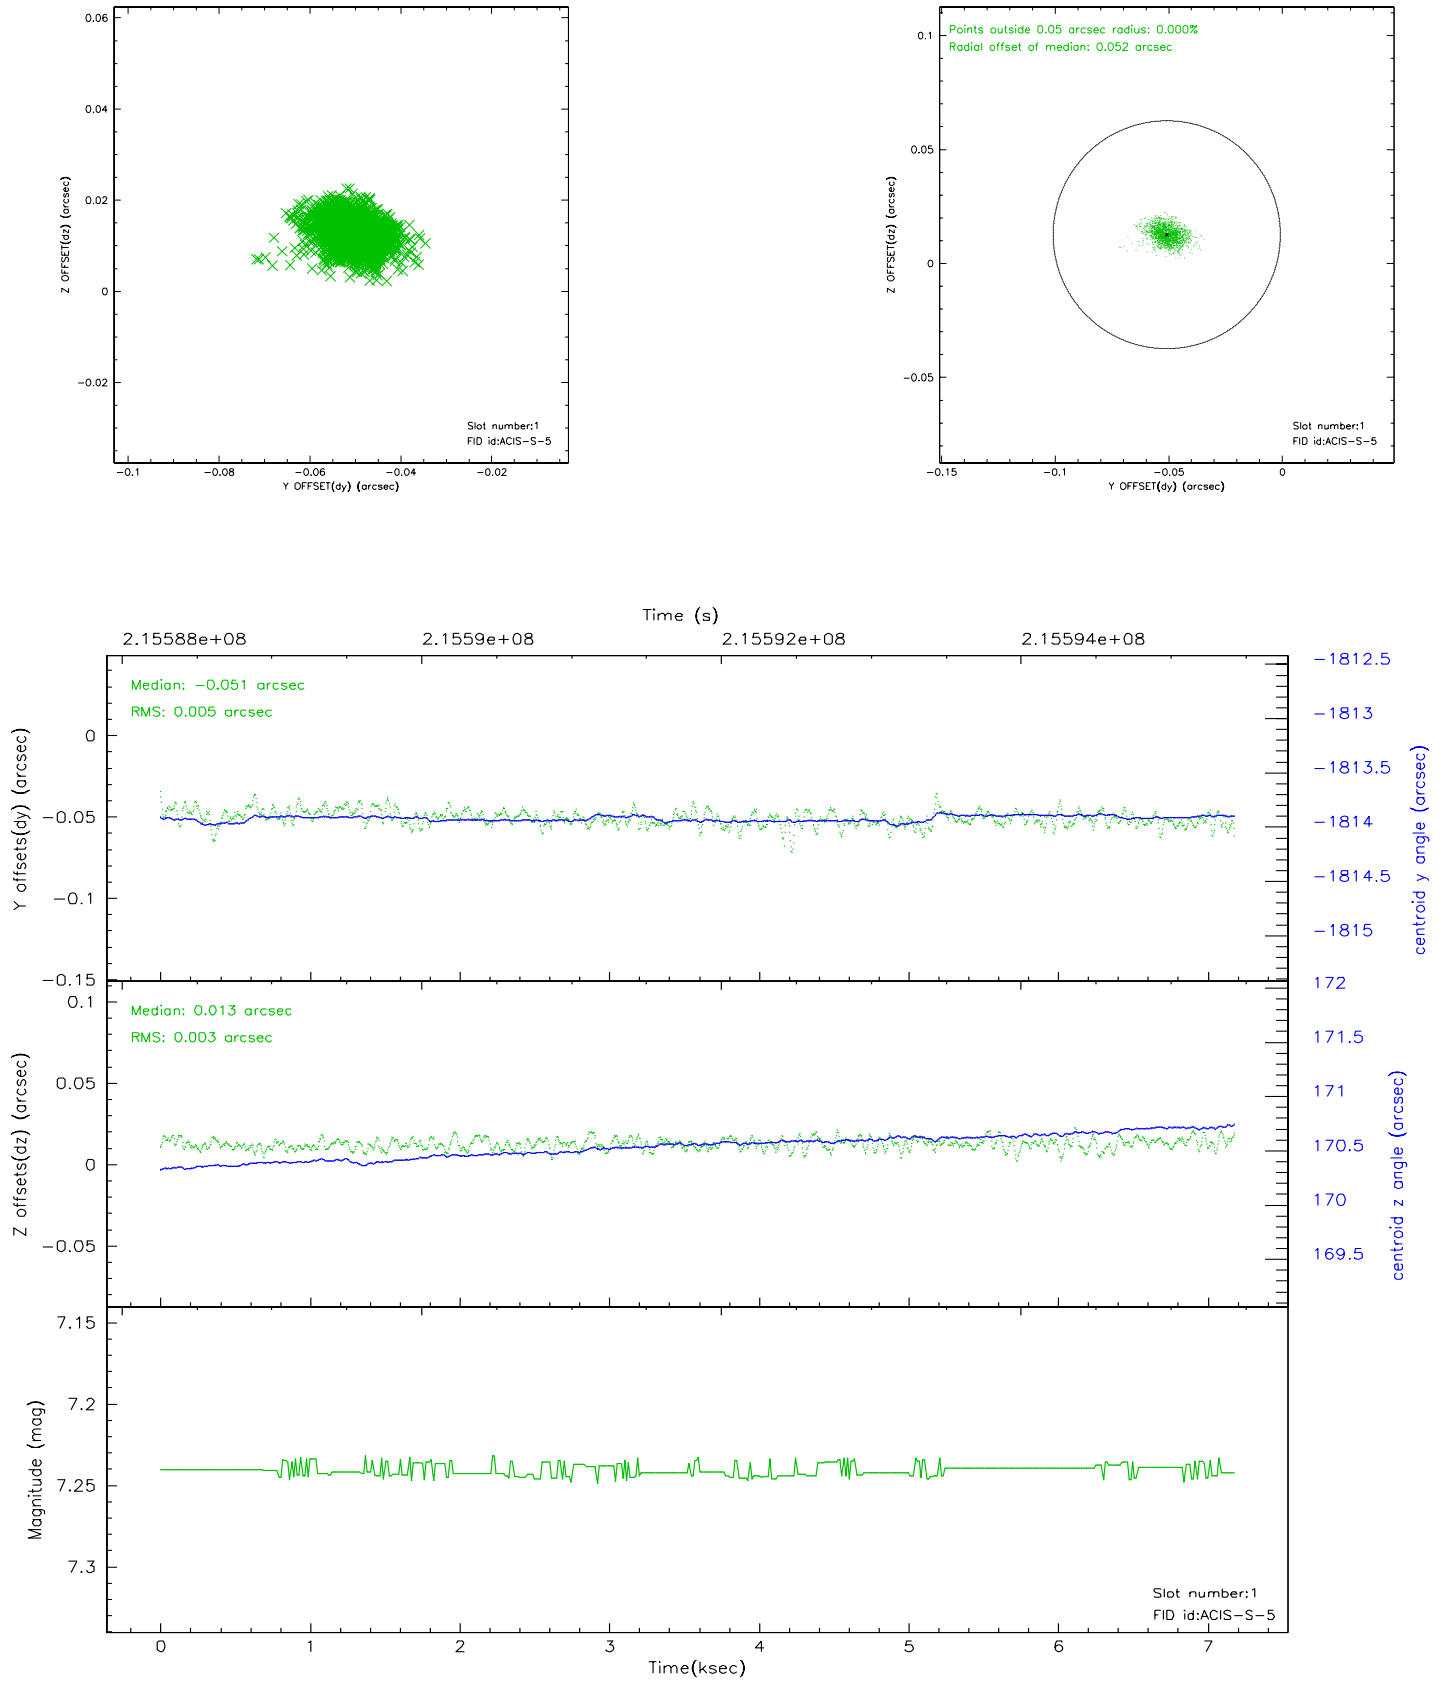 0.06
0.04
0.02
0
−0.02
Z OFFSET(dz) (arcsec)
Slot number:1
FID id:ACIS−S−5
−0.1 −0.08 −0.06 −0.04 −0.02
Y OFFSET(dy) (arcsec)
Points outside 0.05 arcsec radius: 0.000%
Radial offset of median: 0.052 arcsec
0.1
0.05
0
−0.05
Z OFFSET(dz) (arcsec)
Slot number:1
FID id:ACIS−S−5
−0.15 −0.1 −0.05 0
Y OFFSET(dy) (arcsec)
Time (s)
2.15588e+08 2.1559e+08 2.15592e+08 2.15594e+08
Median: −0.051 arcsec
RMS: 0.005 arcsec
0
−0.05
−0.1
−0.15
Y offsets(dy) (arcsec)
−1812.5
−1813
−1813.5
−1814
−1814.5
−1815
centroid y angle (arcsec)
Median: 0.013 arcsec
RMS: 0.003 arcsec
0.1
0.05
0
−0.05
Z offsets(dz) (arcsec)
172
171.5
171
170.5
170
169.5
centroid z angle (arcsec)
7.15
7.2
7.25
7.3
Magnitude (mag)
Slot number:1
FID id:ACIS−S−5
0 1 2 3 4 5 6 7
Time(ksec)